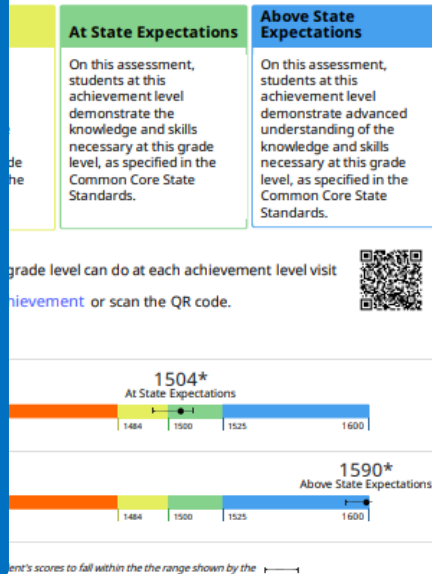 At State Expectations
On this assessment,
students at this
achievement level
demonstrate the
knowledge and skills
necessary at this grade
level, as specified in the
Common Core State
Standards.
Above State
Expectations
On this assessment,
students at this
achievement level
demonstrate advanced
understanding of the
knowledge and skills
necessary at this grade
level, as specified in the
Common Core State
Standards.
grade level can do at each achievement level visit
hievement or scan the QR code.
1504*
At State Expectations
1484 1500 1525 1600
1590*
Above State Expectations
1484 1500 1525 1600
ent's scores to fall within the the range shown by the